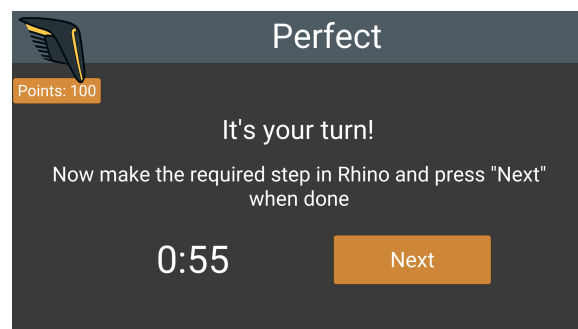 Perfect
Points: 100
It's your turn!
Now make the required step in Rhino and press "Next"
when done
0:55
Next